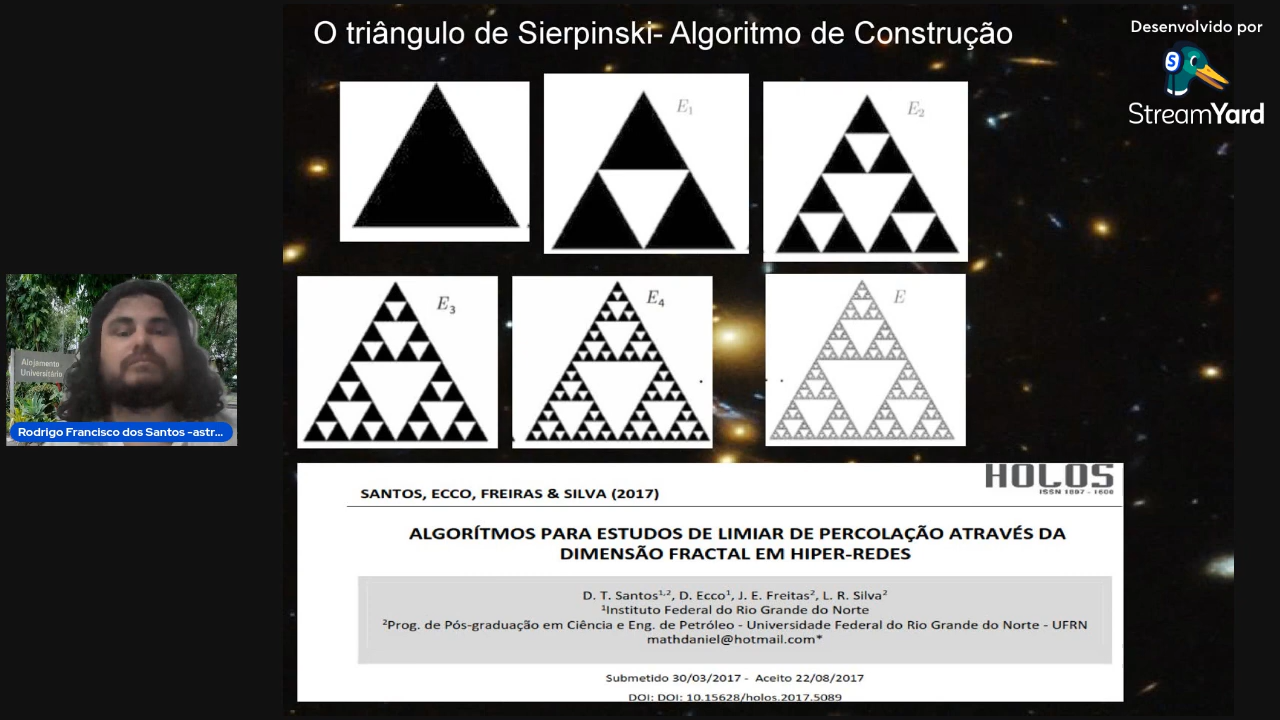 O triângulo de Sierpinski- Algoritmo de Construção
Desenvolvido por
StreamYard
E1
E2
E3
E4
E
Alojamento
Universitário
Rodrigo Francisco dos Santos -astr...
HOLOS
ISSN 1807 - 1600
SANTOS, ECCO, FREIRAS & SILVA (2017)
ALGORÍTMOS PARA ESTUDOS DE LIMIAR DE PERCOLAÇÃO ATRAVÉS DA
DIMENSÃO FRACTAL EM HIPER-REDES
D. T. Santos¹,², D. Ecco¹, J. E. Freitas², L. R. Silva²
¹Instituto Federal do Rio Grande do Norte
²Prog. de Pós-graduação em Ciência e Eng. de Petróleo - Universidade Federal do Rio Grande do Norte - UFRN
mathdaniel@hotmail.com*
Submetido 30/03/2017 - Aceito 22/08/2017
DOI: DOI: 10.15628/holos.2017.5089